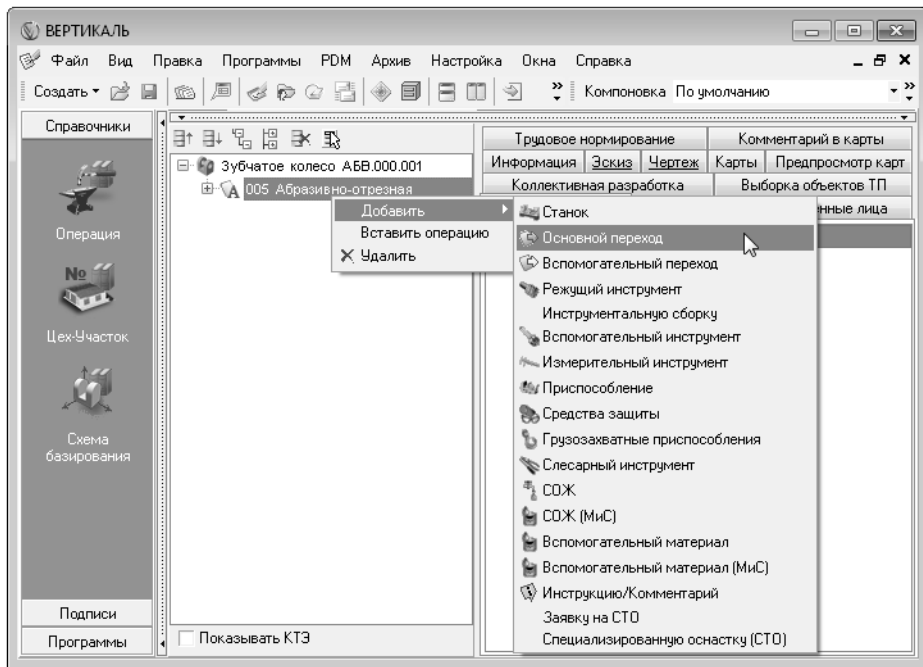 ВЕРТИКАЛЬ
Файл Вид Правка Программы PDM Архив Настройка Окна Справка
Создать Компоновка По умолчанию
Справочники
Операция
№
Цех-Участок
Схема
базирования
Подписи
Программы
Зубчатое колесо АБВ.000.001
005 Абразивно-отрезная
Показывать КТЭ
Трудовое нормирование Комментарий в карты
Информация Эскиз Чертеж Карты Предпросмотр карт
Коллективная разработка Выборка объектов ТП
нные лица
Добавить
Вставить операцию
Удалить
Станок
Основной переход
Вспомогательный переход
Режущий инструмент
Инструментальную сборку
Вспомогательный инструмент
Измерительный инструмент
Приспособление
Средства защиты
Грузозахватные приспособления
Слесарный инструмент
СОЖ
СОЖ (МиС)
Вспомогательный материал
Вспомогательный материал (МиС)
Инструкцию/Комментарий
Заявку на СТО
Специализированную оснастку (СТО)